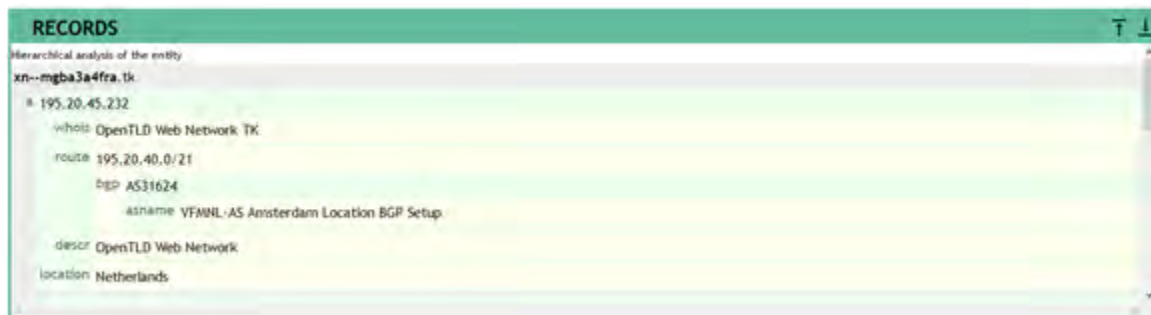 RECORDS
Hierarchical analysis of the entity
xn--mgba3a4fra.tk
a 195.20.45.232
whois OpenTLD Web Network TK
route 195.20.40.0/21
bgp AS31624
asname VFMNL-AS Amsterdam Location BGP Setup
descr OpenTLD Web Network
location Netherlands